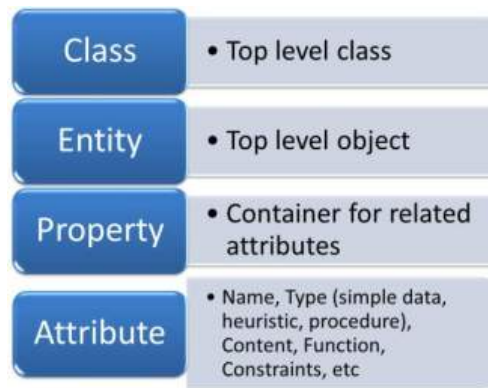 Class
• Top level class
Entity
• Top level object
Property
• Container for related
attributes
Attribute
• Name, Type (simple data,
heuristic, procedure),
Content, Function,
Constraints, etc